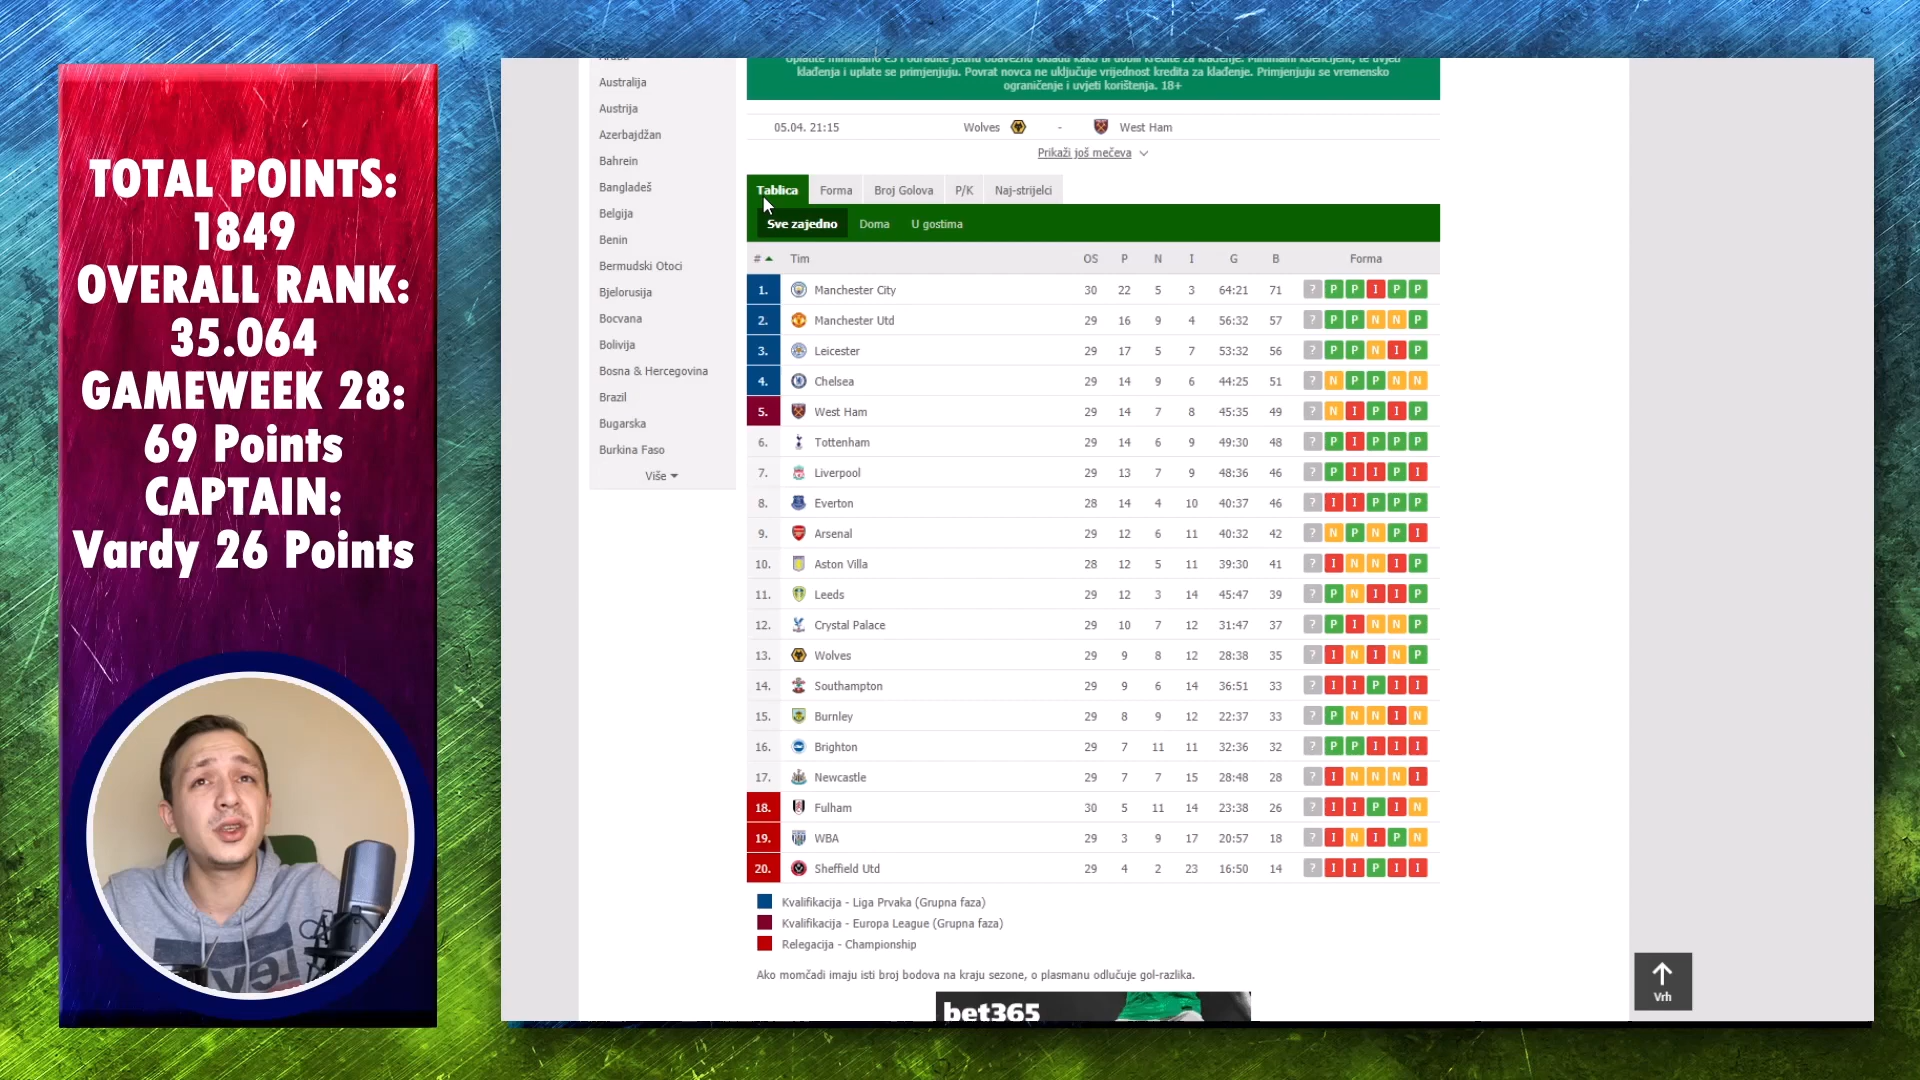 TOTAL POINTS:
1849
OVERALL RANK:
35.064
GAMEWEEK 28:
69 Points
CAPTAIN:
Vardy 26 Points
Australija
Austrija
Azerbajdžan
Bahrein
Bangladeš
Belgija
Benin
Bermudski Otoci
Bjelorusija
Bocvana
Bolivija
Bosna & Hercegovina
Brazil
Bugarska
Burkina Faso
Više
klađenja i uplate se primjenjuju. Povrat novca ne uključuje vrijednost kredita za klađenje. Primjenjuju se vremensko
ograničenje i uvjeti korištenja. 18+
05.04. 21:15 Wolves - West Ham
Prikaži još mečeva
Tablica Forma Broj Golova P/K Naj-strijelci
Sve zajedno Doma U gostima
# Tim OS P N I G B Forma
1. Manchester City 30 22 5 3 64:21 71 ? P P I P P
2. Manchester Utd 29 16 9 4 56:32 57 ? P P N N P
3. Leicester 29 17 5 7 53:32 56 ? P P N I P
4. Chelsea 29 14 9 6 44:25 51 ? N P P N N
5. West Ham 29 14 7 8 45:35 49 ? N I P I P
6. Tottenham 29 14 6 9 49:30 48 ? P I P P P
7. Liverpool 29 13 7 9 48:36 46 ? P I I P I
8. Everton 28 14 4 10 40:37 46 ? I I P P P
9. Arsenal 29 12 6 11 40:32 42 ? N P N P I
10. Aston Villa 28 12 5 11 39:30 41 ? I N N I P
11. Leeds 29 12 3 14 45:47 39 ? P N I I P
12. Crystal Palace 29 10 7 12 31:47 37 ? P I N N P
13. Wolves 29 9 8 12 28:38 35 ? I N I N P
14. Southampton 29 9 6 14 36:51 33 ? I I P I I
15. Burnley 29 8 9 12 22:37 33 ? P N N I N
16. Brighton 29 7 11 11 32:36 32 ? P P I I I
17. Newcastle 29 7 7 15 28:48 28 ? I N N N I
18. Fulham 30 5 11 14 23:38 26 ? I I P I N
19. WBA 29 3 9 17 20:57 18 ? I N I P N
20. Sheffield Utd 29 4 2 23 16:50 14 ? I I P I I
Kvalifikacija - Liga Prvaka (Grupna faza)
Kvalifikacija - Europa League (Grupna faza)
Relegacija - Championship
Ako momčadi imaju isti broj bodova na kraju sezone, o plasmanu odlučuje gol-razlika.
bet365
Vrh